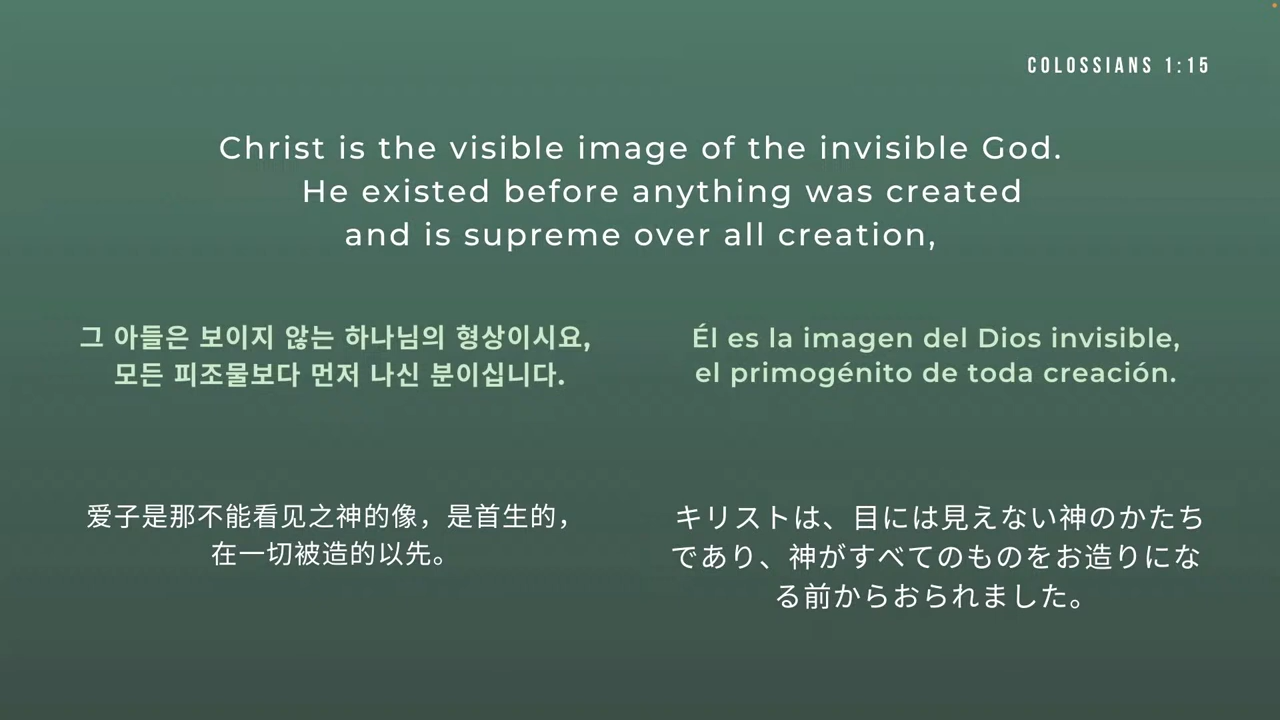 COLOSSIANS 1:15
Christ is the visible image of the invisible God.
He existed before anything was created
and is supreme over all creation,
그 아들은 보이지 않는 하나님의 형상이시요,
모든 피조물보다 먼저 나신 분이십니다.
Él es la imagen del Dios invisible,
el primogénito de toda creación.
爱子是那不能看见之神的像，是首生的，
在一切被造的以先。
キリストは、目には見えない神のかたち
であり、神がすべてのものをお造りにな
る前からおられました。